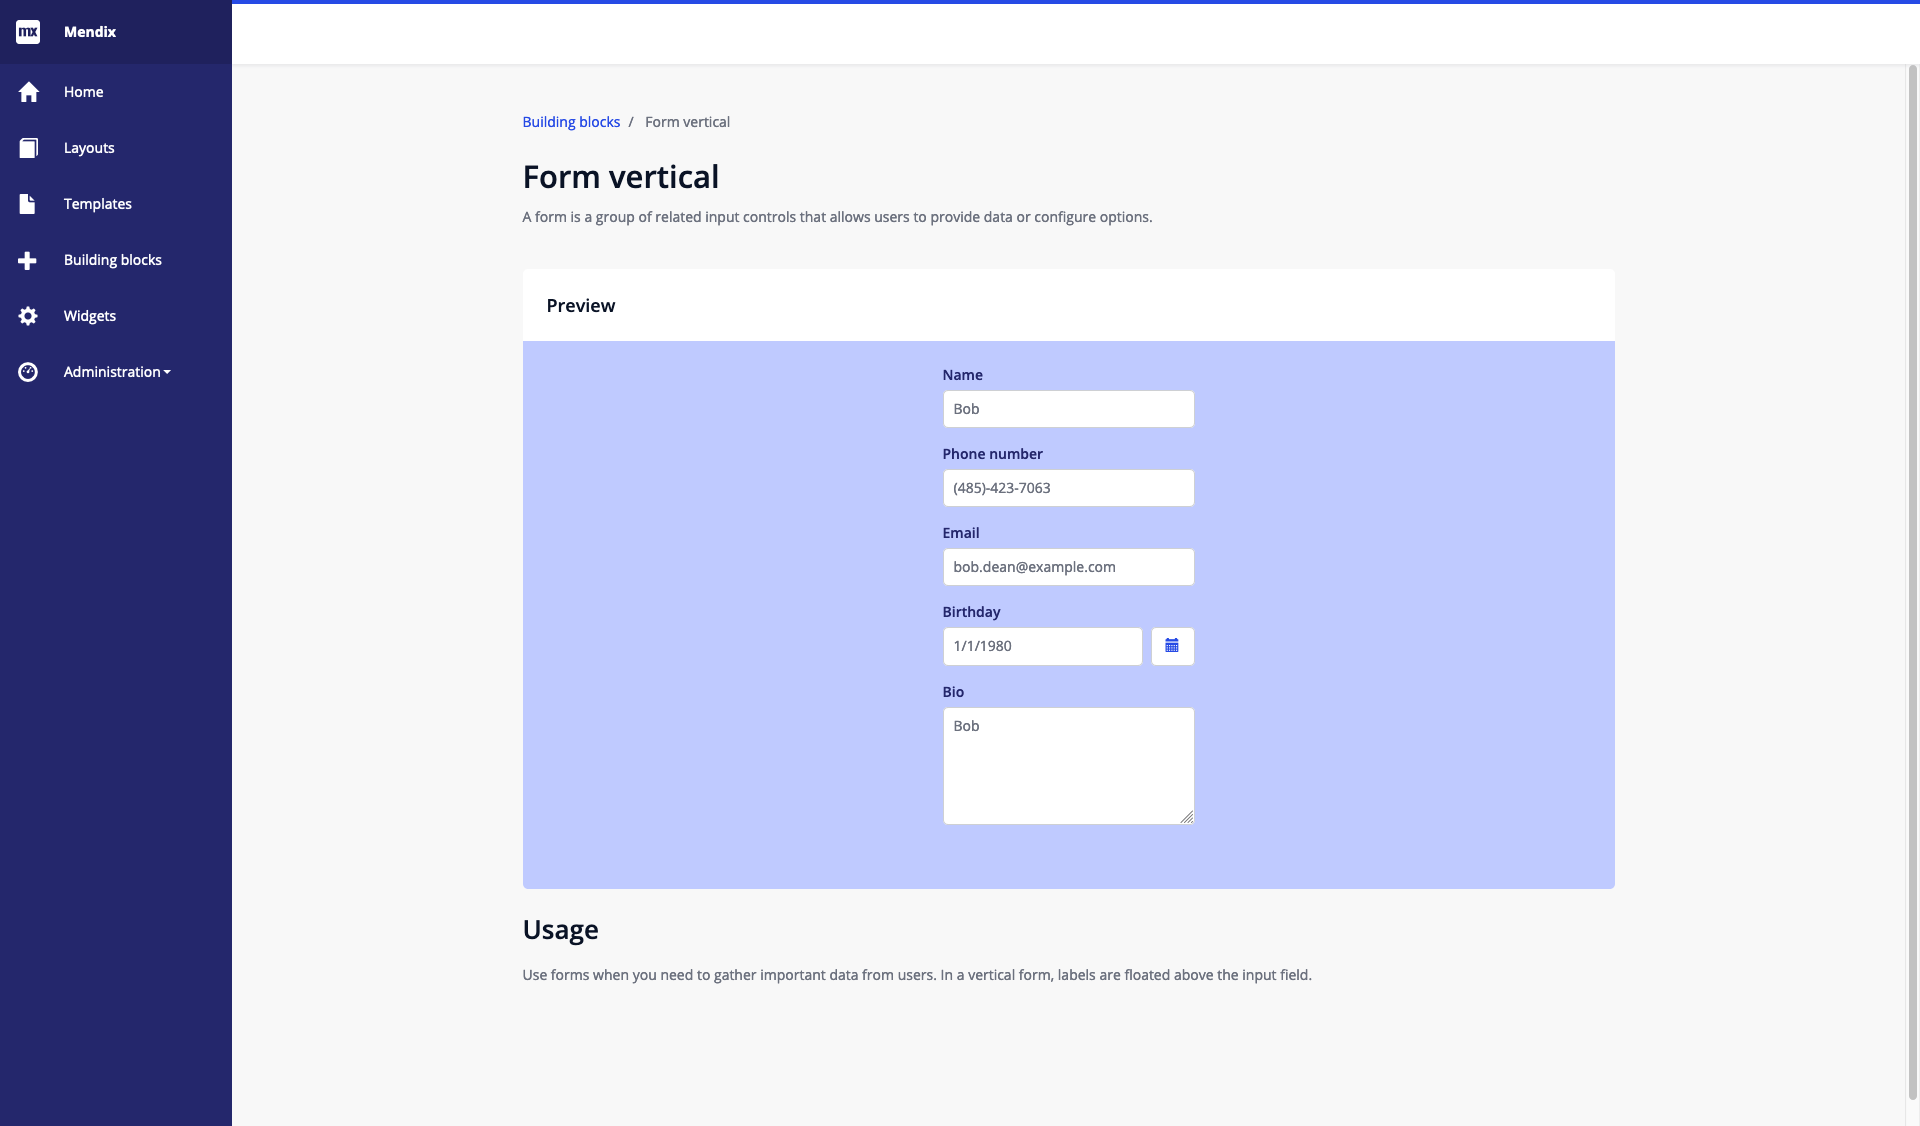 mx Mendix
Home
Layouts
Templates
Building blocks
Widgets
Administration
Building blocks / Form vertical
Form vertical
A form is a group of related input controls that allows users to provide data or configure options.
Preview
Name
Bob
Phone number
(485)-423-7063
Email
bob.dean@example.com
Birthday
1/1/1980
Bio
Bob
Usage
Use forms when you need to gather important data from users. In a vertical form, labels are floated above the input field.